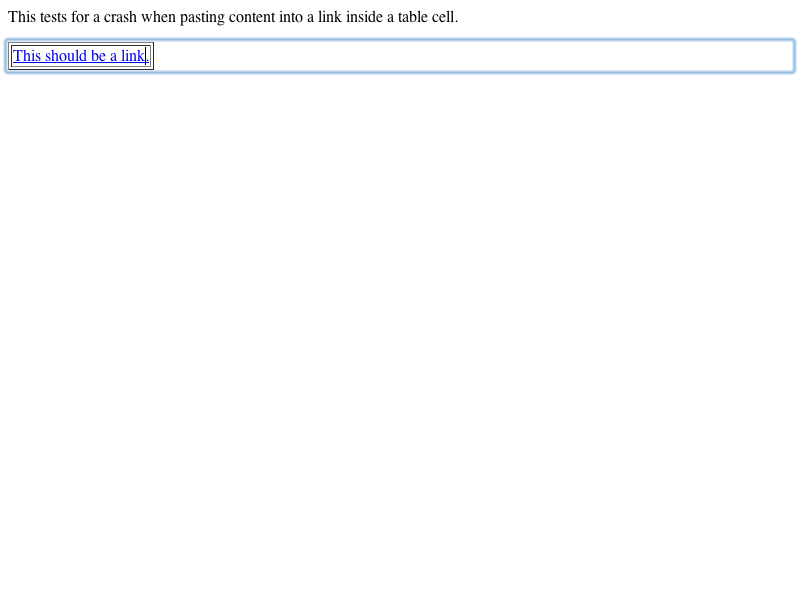 This tests for a crash when pasting content into a link inside a table cell.
This should be a link.